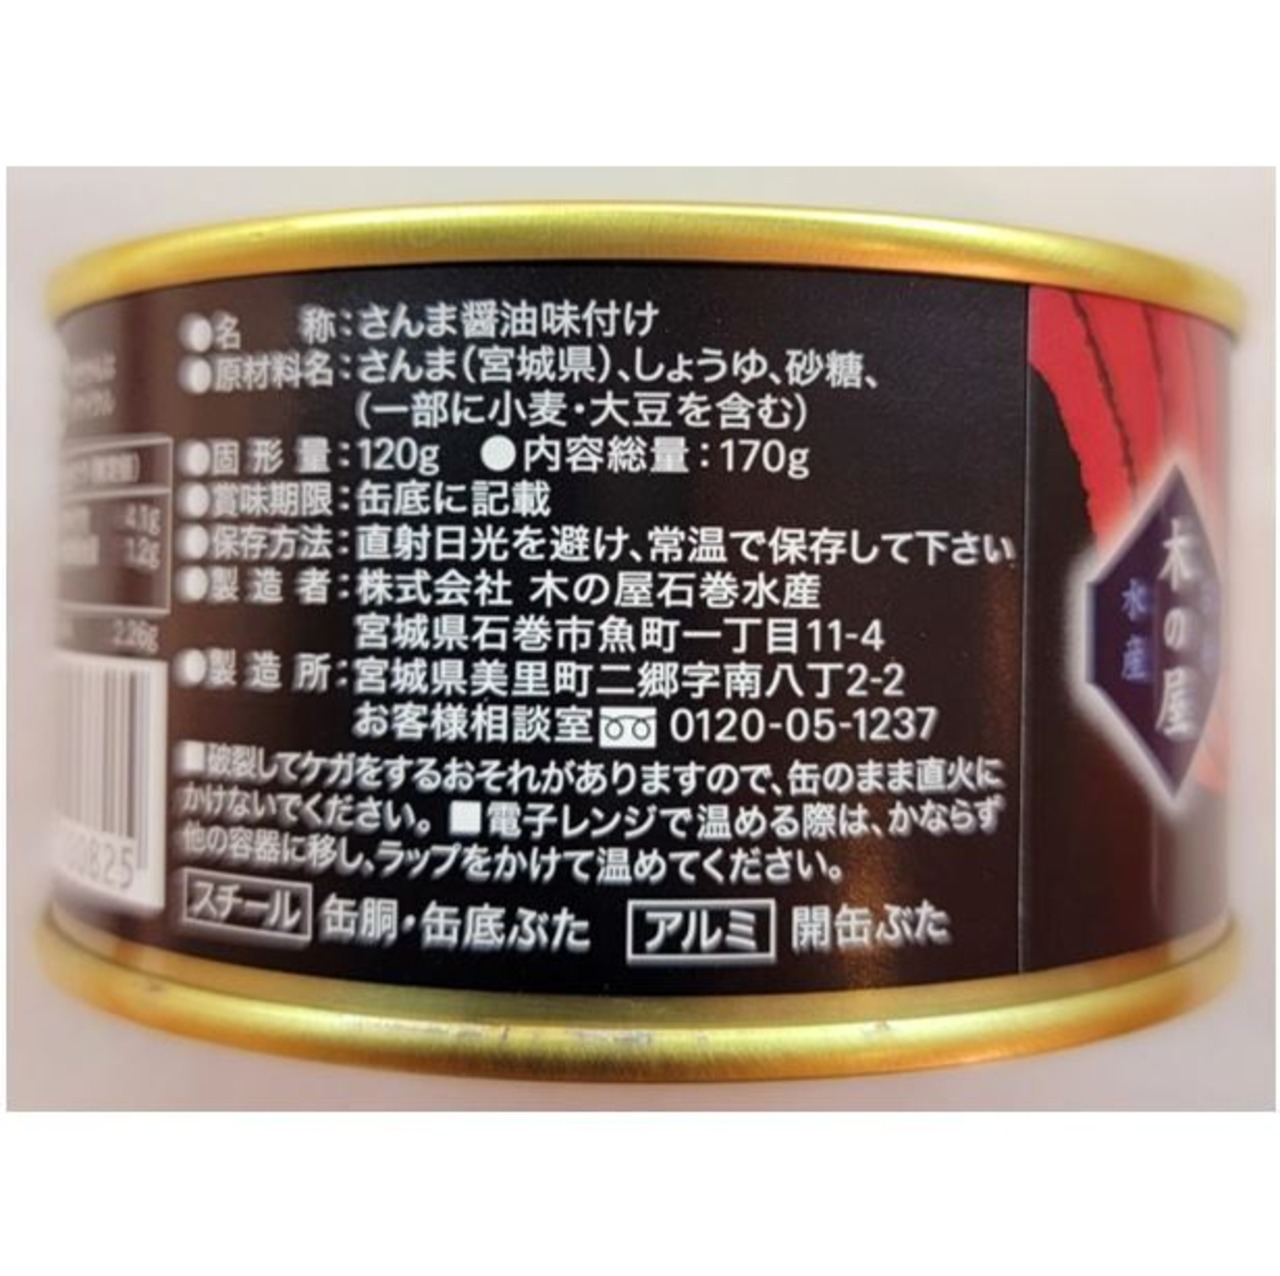 ●名　　称：さんま醤油味付け
●原材料名：さんま（宮城県）、しょうゆ、砂糖、
（一部に小麦・大豆を含む）
●固形量：120g　●内容総量：170g
●賞味期限：缶底に記載
●保存方法：直射日光を避け、常温で保存して下さい
●製造者：株式会社 木の屋石巻水産
宮城県石巻市魚町一丁目11-4
●製造所：宮城県美里町二郷字南八丁2-2
お客様相談室 0120-05-1237
■破裂してケガをするおそれがありますので、缶のまま直火に
かけないでください。■電子レンジで温める際は、かならず
他の容器に移し、ラップをかけて温めてください。
スチール 缶胴・缶底ぶた　アルミ 開缶ぶた
4.1g
1.2g
2.26g
00825
木の屋
水産